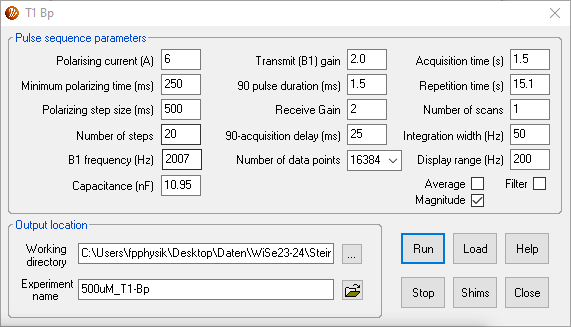 T1 Bp
Pulse sequence parameters
Polarising current (A) 6 Transmit (B1) gain 2.0 Acquisition time (s) 1.5
Minimum polarizing time (ms) 250 90 pulse duration (ms) 1.5 Repetition time (s) 15.1
Polarizing step size (ms) 500 Receive Gain 2 Number of scans 1
Number of steps 20 90-acquisition delay (ms) 25 Integration width (Hz) 50
B1 frequency (Hz) 2007 Number of data points 16384 Display range (Hz) 200
Capacitance (nF) 10.95 Average Filter
Magnitude
Output location
Working directory C:\Users\fpphysik\Desktop\Daten\WiSe23-24\Steir ...
Experiment name 500uM_T1-Bp
Run Load Help
Stop Shims Close